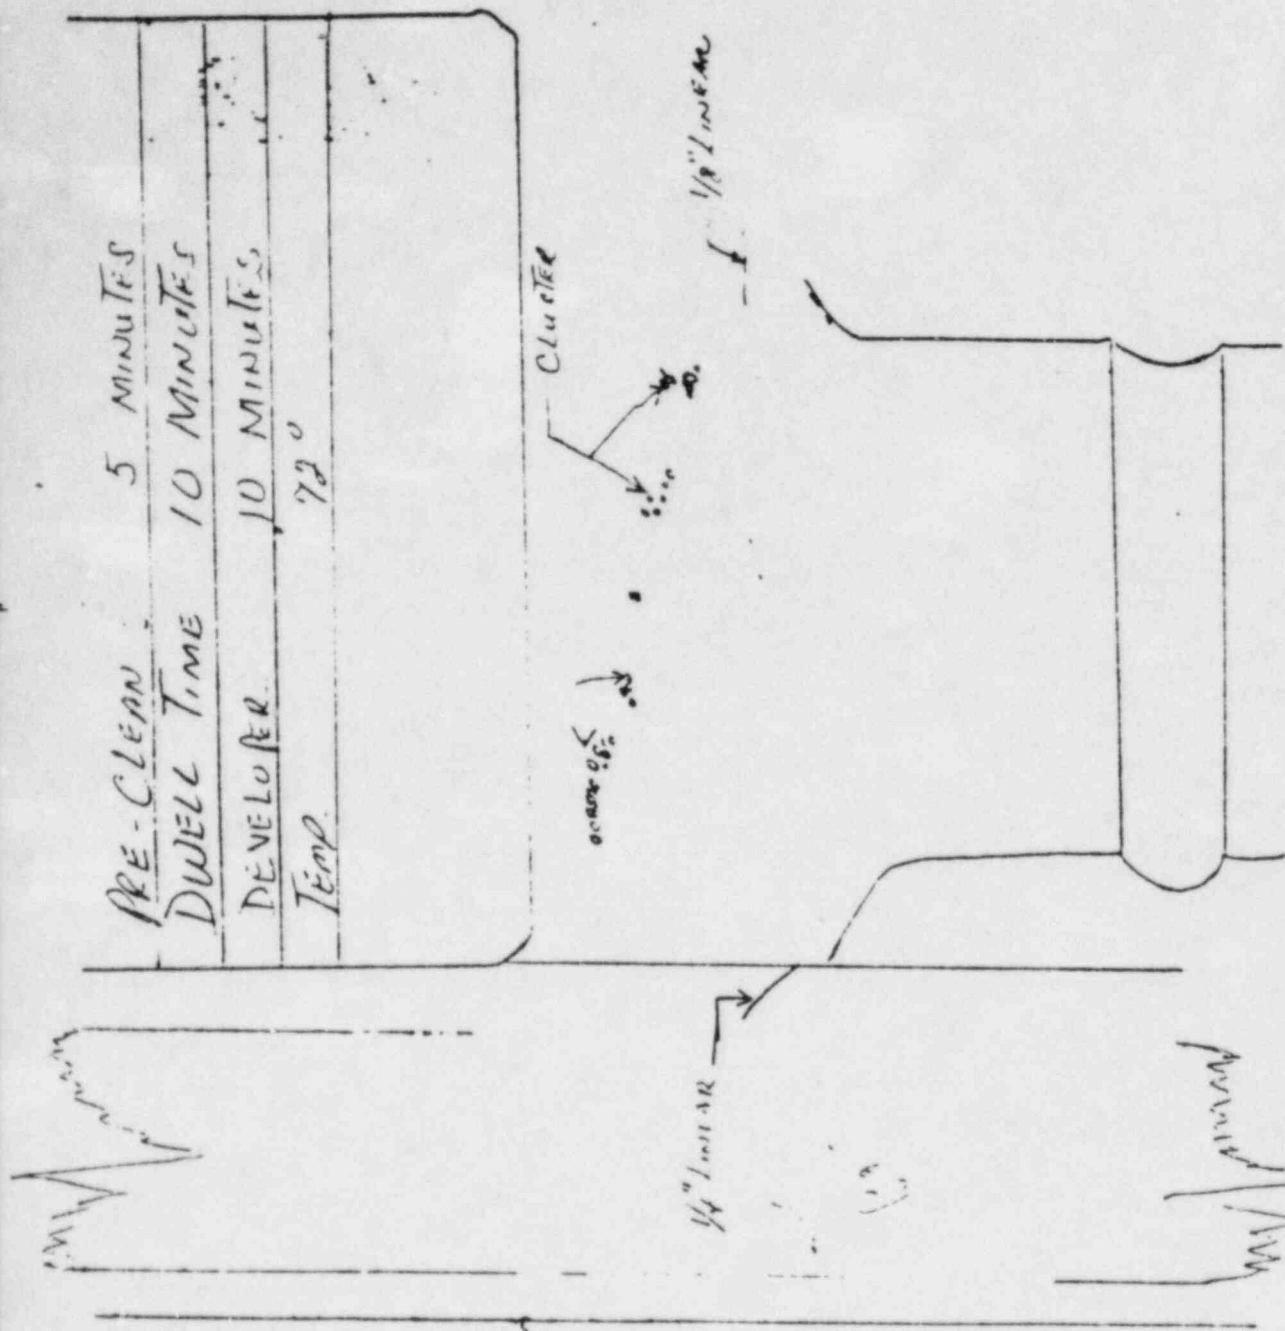 PRE-CLEAN 5 MINUTES
DWELL TIME 10 MINUTES
DEVELOPER 10 MINUTES
TEMP. 72°
CLUSTER
1/8" LINEAR
1/4" LINEAR